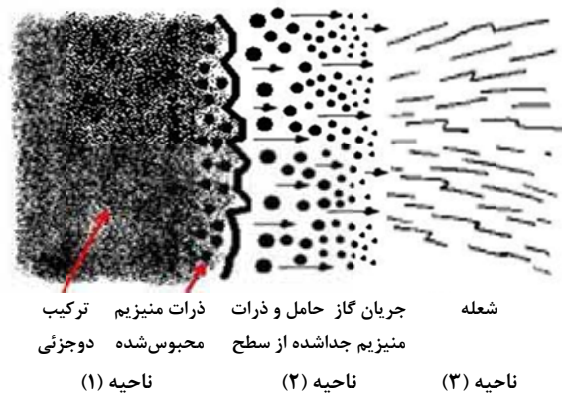 ترکیب ذرات منیزیم جریان گاز حامل و ذرات شعله
دوجزئی محبوس‌شده منیزیم جداشده از سطح
ناحیه (۱) ناحیه (۲) ناحیه (۳)